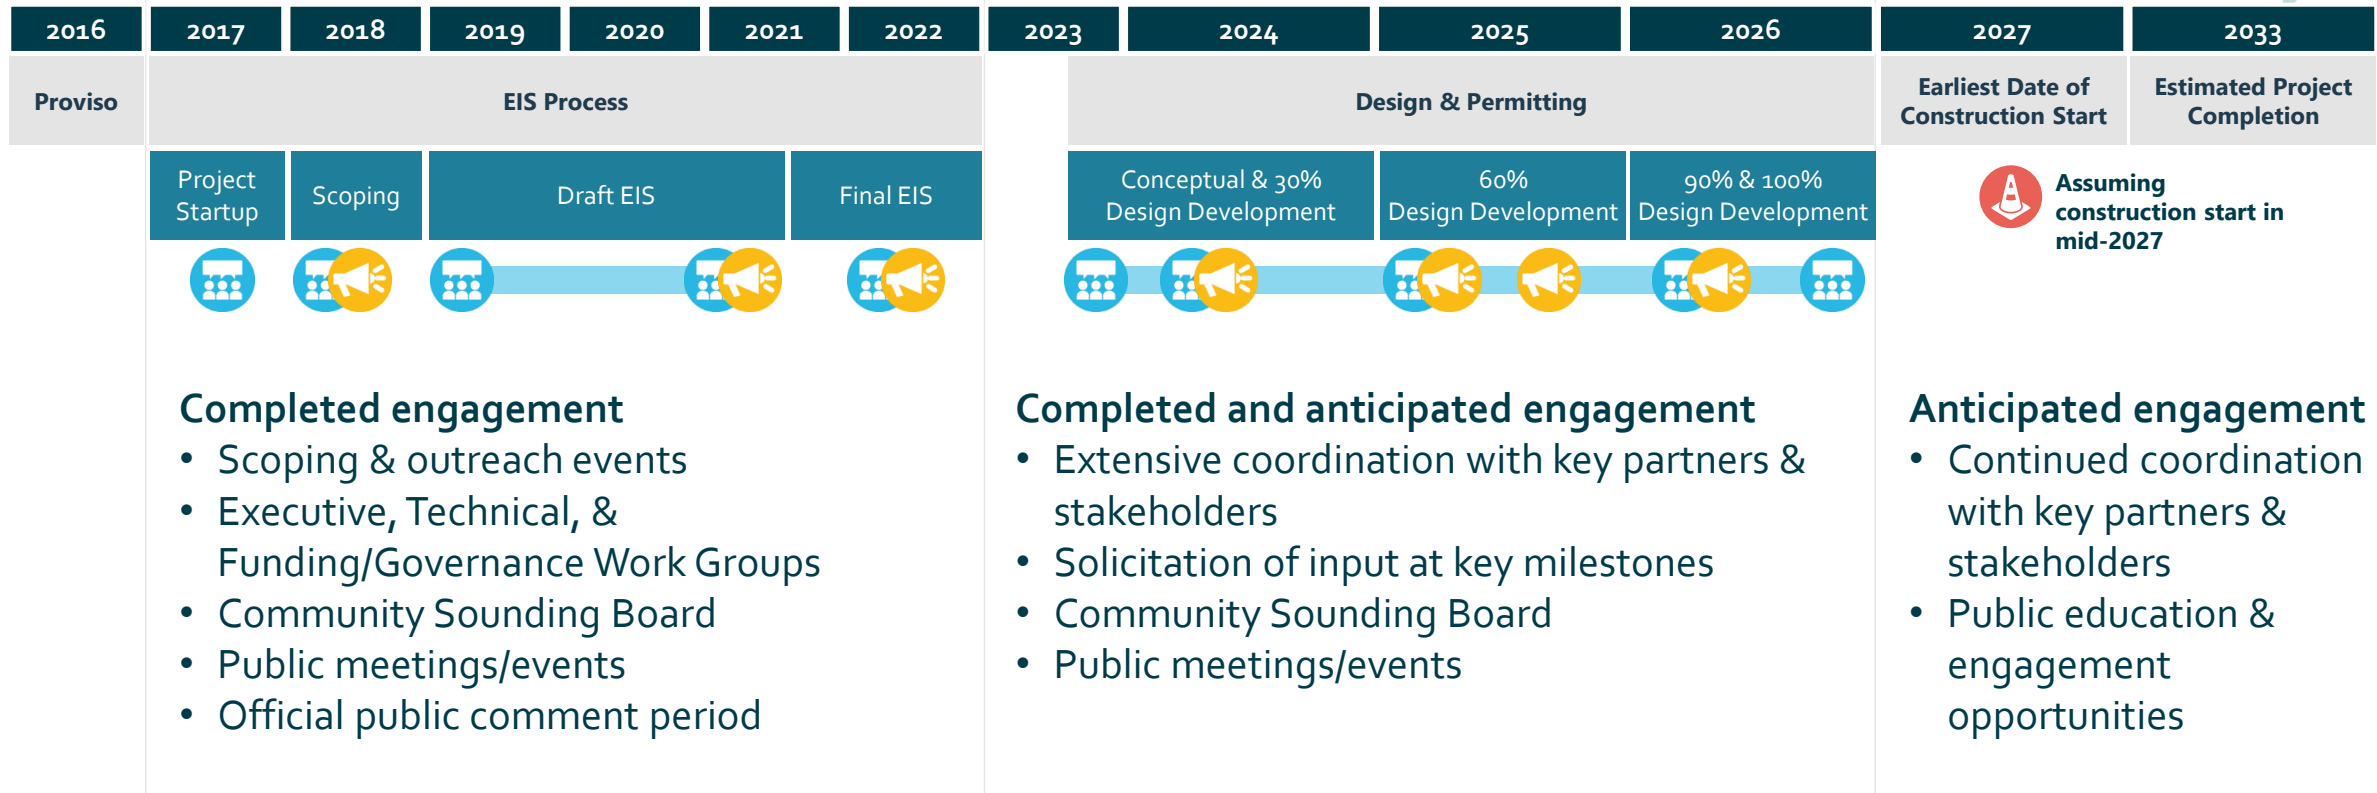 2016 2017 2018 2019 2020 2021 2022 2023 2024 2025 2026 2027 2033
Proviso
EIS Process
Design & Permitting
Earliest Date of
Construction Start
Estimated Project
Completion
Project
Startup
Scoping
Draft EIS
Final EIS
Conceptual & 30%
Design Development
60%
Design Development
90% & 100%
Design Development
Assuming
construction start in
mid-2027
Completed engagement
• Scoping & outreach events
• Executive, Technical, &
Funding/Governance Work Groups
• Community Sounding Board
• Public meetings/events
• Official public comment period
Completed and anticipated engagement
• Extensive coordination with key partners &
stakeholders
• Solicitation of input at key milestones
• Community Sounding Board
• Public meetings/events
Anticipated engagement
• Continued coordination
with key partners &
stakeholders
• Public education &
engagement
opportunities